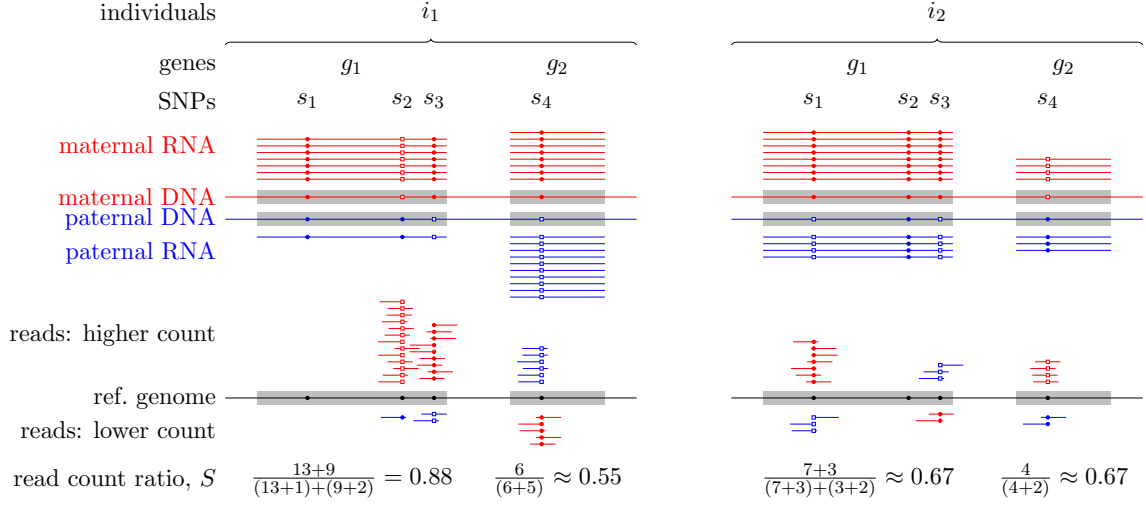 individuals i₁ i₂
genes g₁ g₂ g₁ g₂
SNPs s₁ s₂ s₃ s₄ s₁ s₂ s₃ s₄
maternal RNA
maternal DNA
paternal DNA
paternal RNA
reads: higher count
ref. genome
reads: lower count
read count ratio, S 13+9/((13+1)+(9+2)) = 0.88 6/(6+5) ≈ 0.55 7+3/((7+3)+(3+2)) ≈ 0.67 4/(4+2) ≈ 0.67